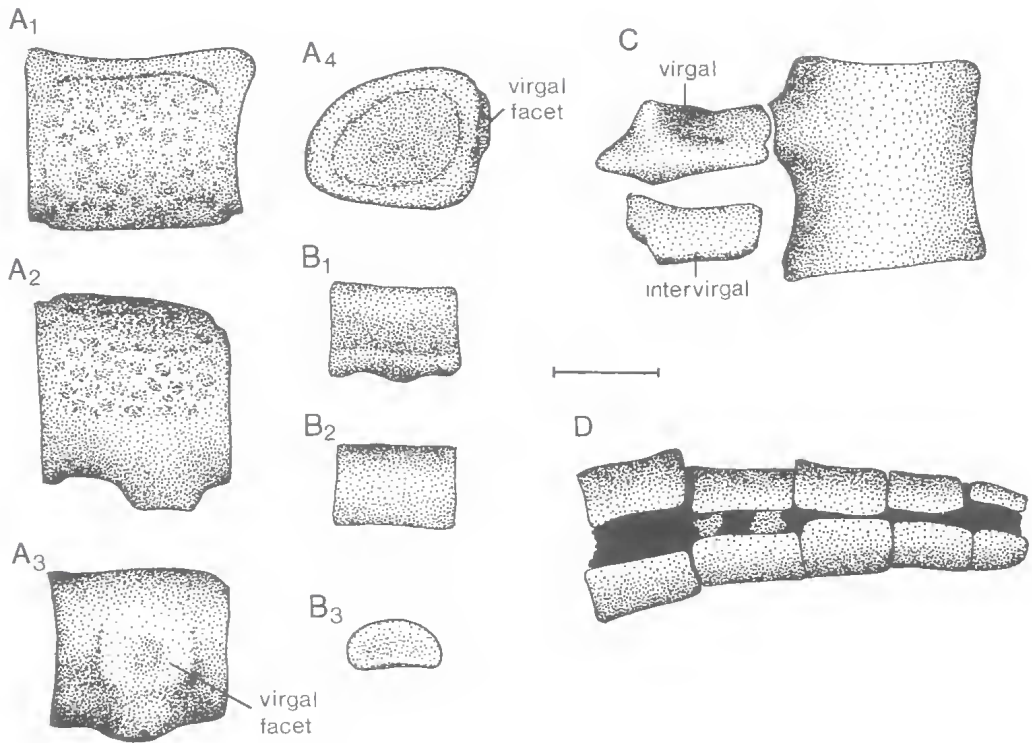 A1
A4
virgal
facet
C
virgal
intervirgal
A2
B1
B2
D
A3
virgal
facet
B3